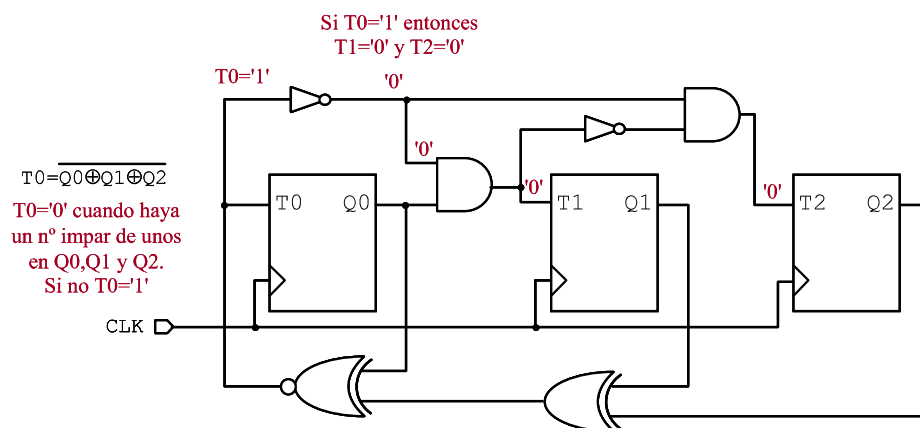 Si T0='1' entonces
T1='0' y T2='0'
T0='1'
'0'
'0'
T0=Q0⊕Q1⊕Q2
T0='0' cuando haya
un nº impar de unos
en Q0,Q1 y Q2.
Si no T0='1'
T0 Q0
'0'
T1 Q1
'0'
T2 Q2
CLK